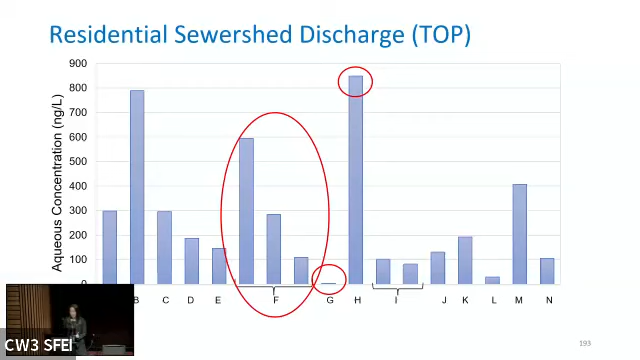 Residential Sewershed Discharge (TOP)
Aqueous Concentration (ng/L)
900
800
700
600
500
400
300
200
100
B C D E F G H I J K L M N
CW3 SFEI
193